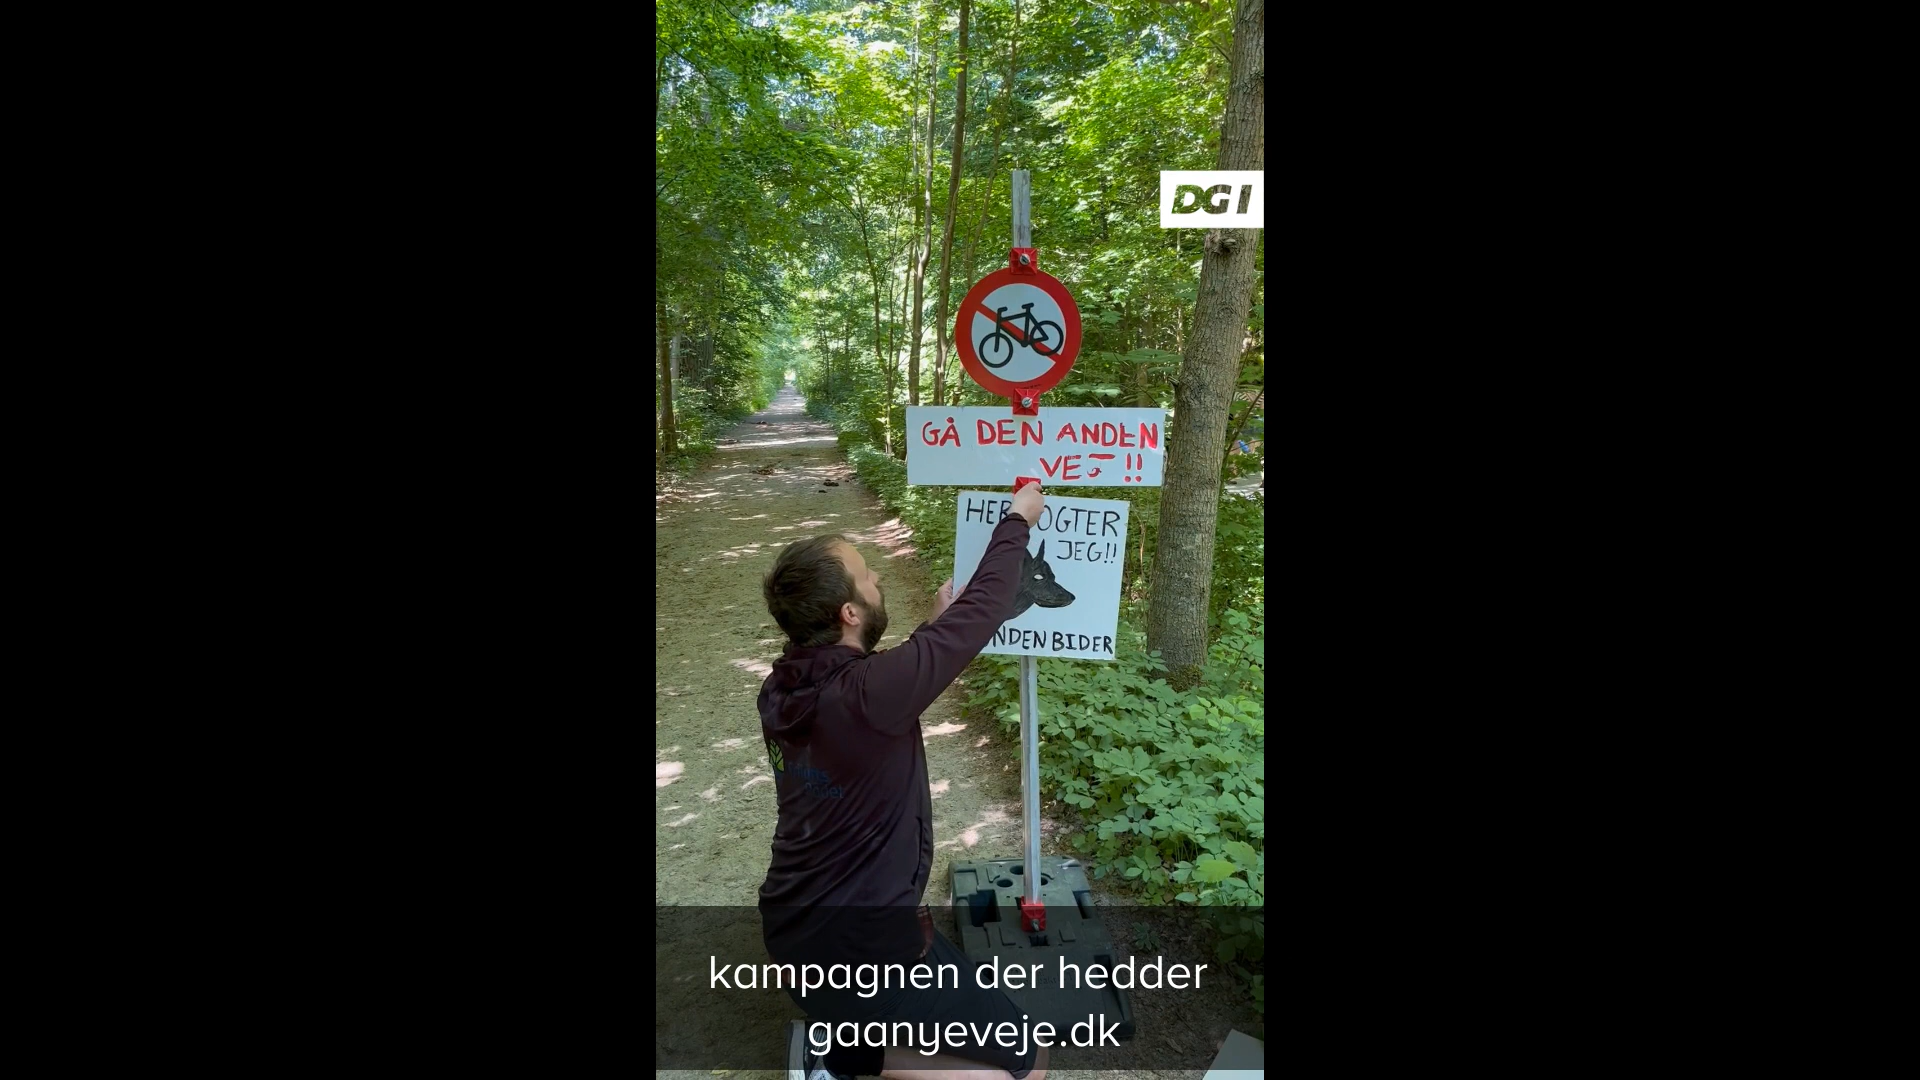 DGI
GÅ DEN ANDEN
VEJ !!
JEG!!
BIDER
kampagnen der hedder
gaanyeveje.dk